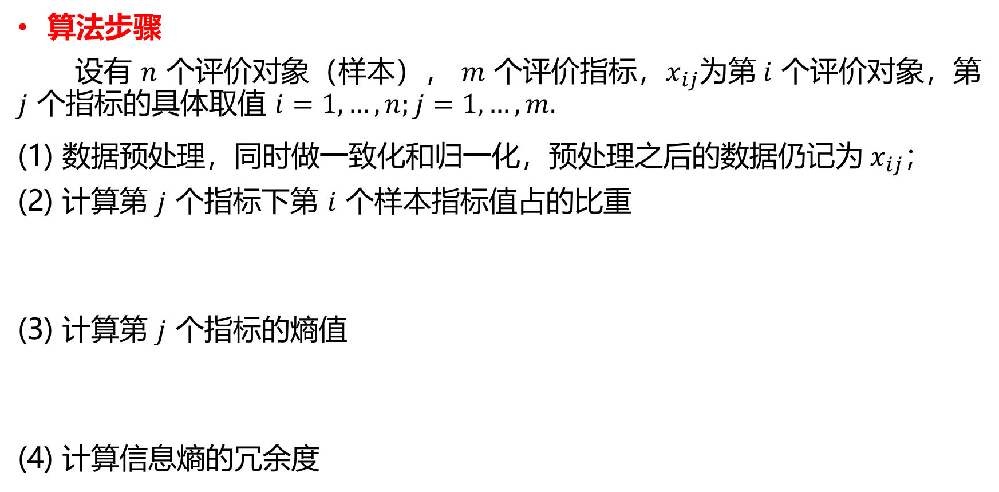 • 算法步骤
设有 n 个评价对象（样本）， m 个评价指标，x_{ij}为第 i 个评价对象，第
j 个指标的具体取值 i = 1, … , n; j = 1, … , m.
(1) 数据预处理，同时做一致化和归一化，预处理之后的数据仍记为 x_{ij}；
(2) 计算第 j 个指标下第 i 个样本指标值占的比重
(3) 计算第 j 个指标的熵值
(4) 计算信息熵的冗余度